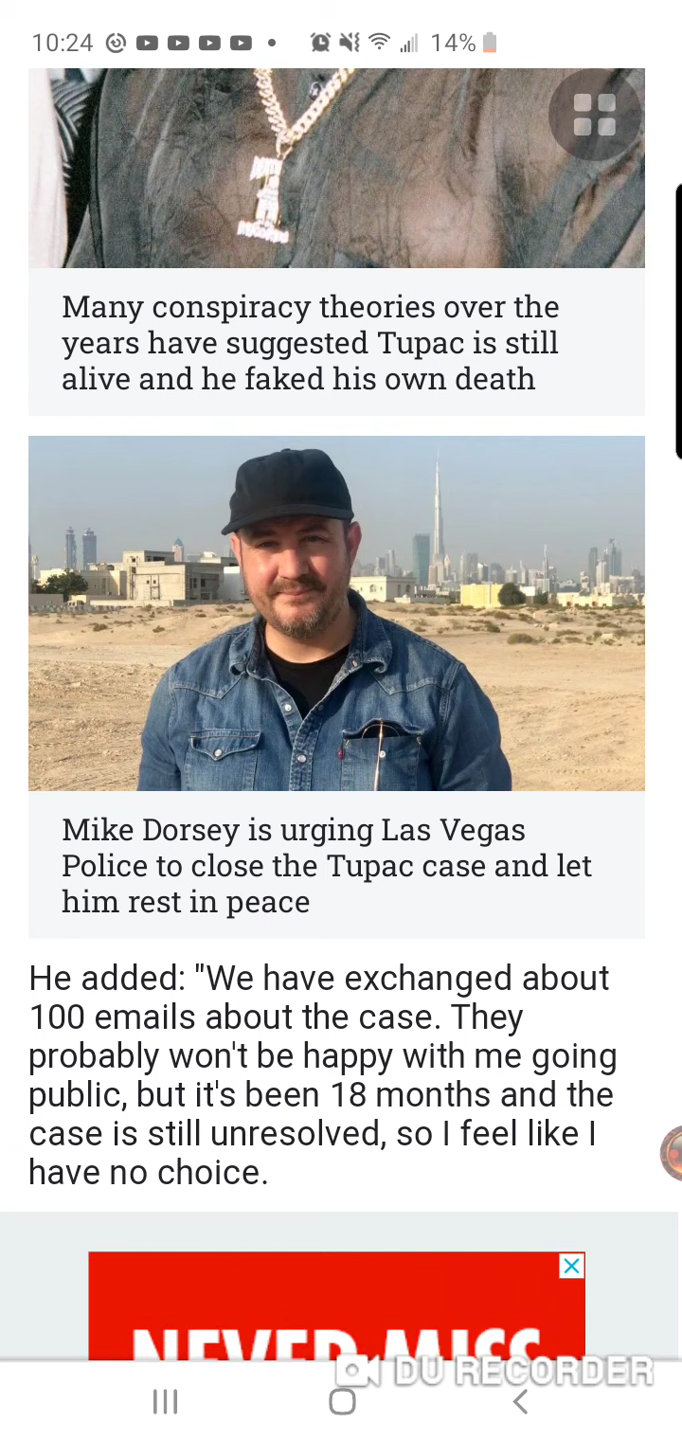 10:24
14%
Many conspiracy theories over the
years have suggested Tupac is still
alive and he faked his own death
Mike Dorsey is urging Las Vegas
Police to close the Tupac case and let
him rest in peace
He added: "We have exchanged about
100 emails about the case. They
probably won't be happy with me going
public, but it's been 18 months and the
case is still unresolved, so I feel like I
have no choice.
NEVER MISS
DU RECORDER